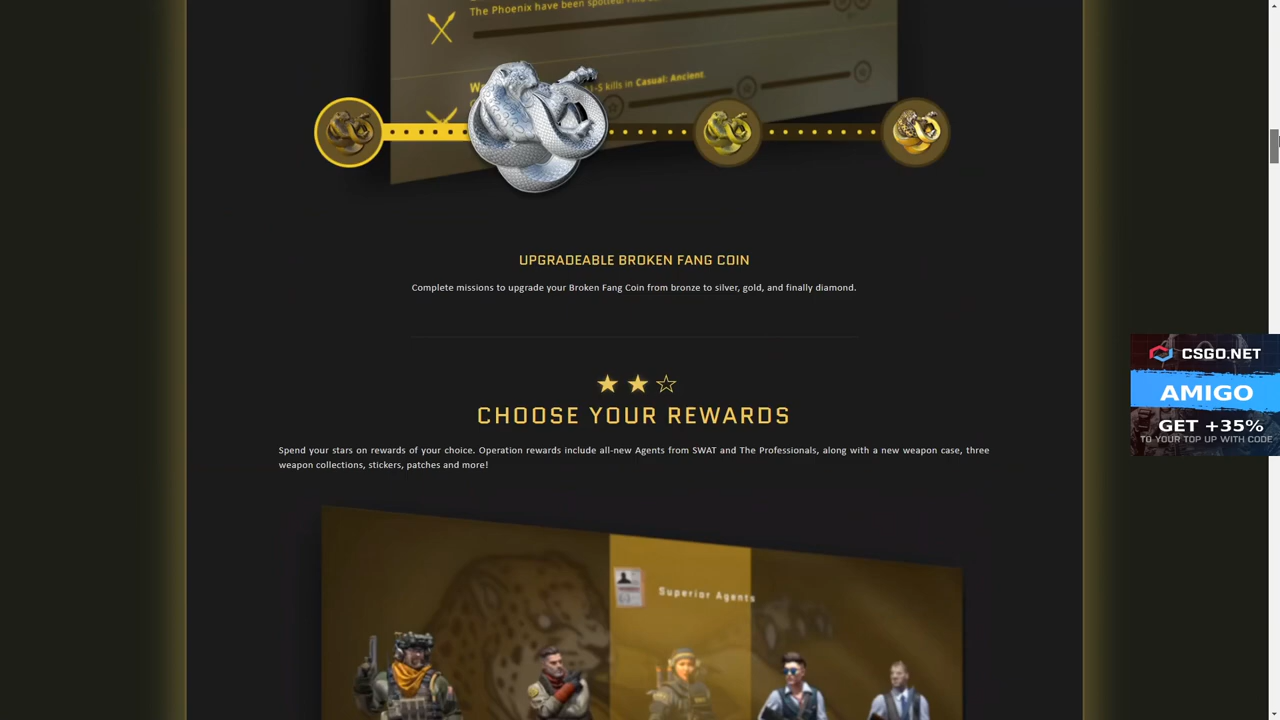 The Phoenix have been spotted!
1-5 kills in Casual: Ancient.
UPGRADEABLE BROKEN FANG COIN
Complete missions to upgrade your Broken Fang Coin from bronze to silver, gold, and finally diamond.
CSGO.NET
AMIGO
GET +35%
TO YOUR TOP UP WITH CODE
CHOOSE YOUR REWARDS
Spend your stars on rewards of your choice. Operation rewards include all-new Agents from SWAT and The Professionals, along with a new weapon case, three
weapon collections, stickers, patches and more!
Superior Agents